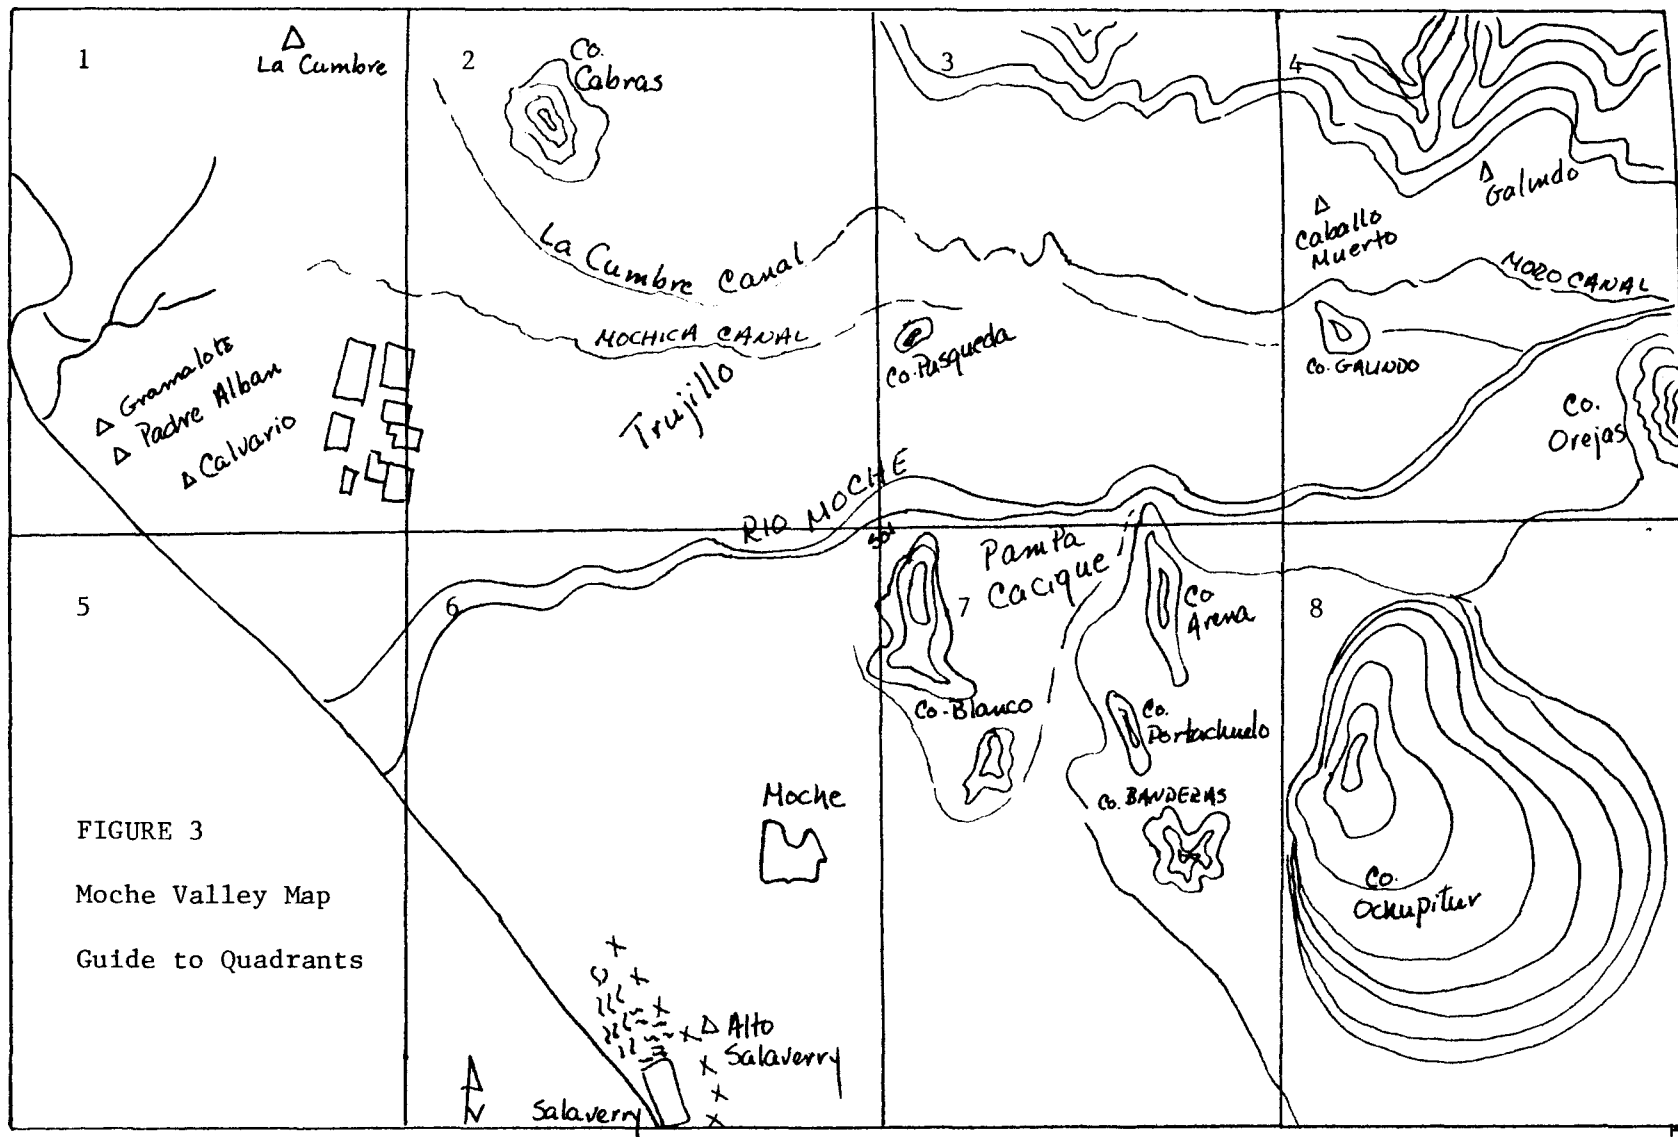 1
La Cumbre
2
Co.
Cabras
3
4
Galindo
Caballo
Muerto
La Cumbre Canal
MORO CANAL
MOCHICA CANAL
Co. Pusqueda
Co. GALINDO
Gramalote
Padre Alban
Calvario
Trujillo
Co.
Orejas
RIO MOCHE
Sol
Pampa
Cacique
5
6
7
8
Co
Arena
Co. Blanco
Co.
Portachuelo
Moche
Co. BANDERAS
FIGURE 3
Moche Valley Map
Guide to Quadrants
Co.
Ochupitur
Alto
Salaverry
N
Salaverry